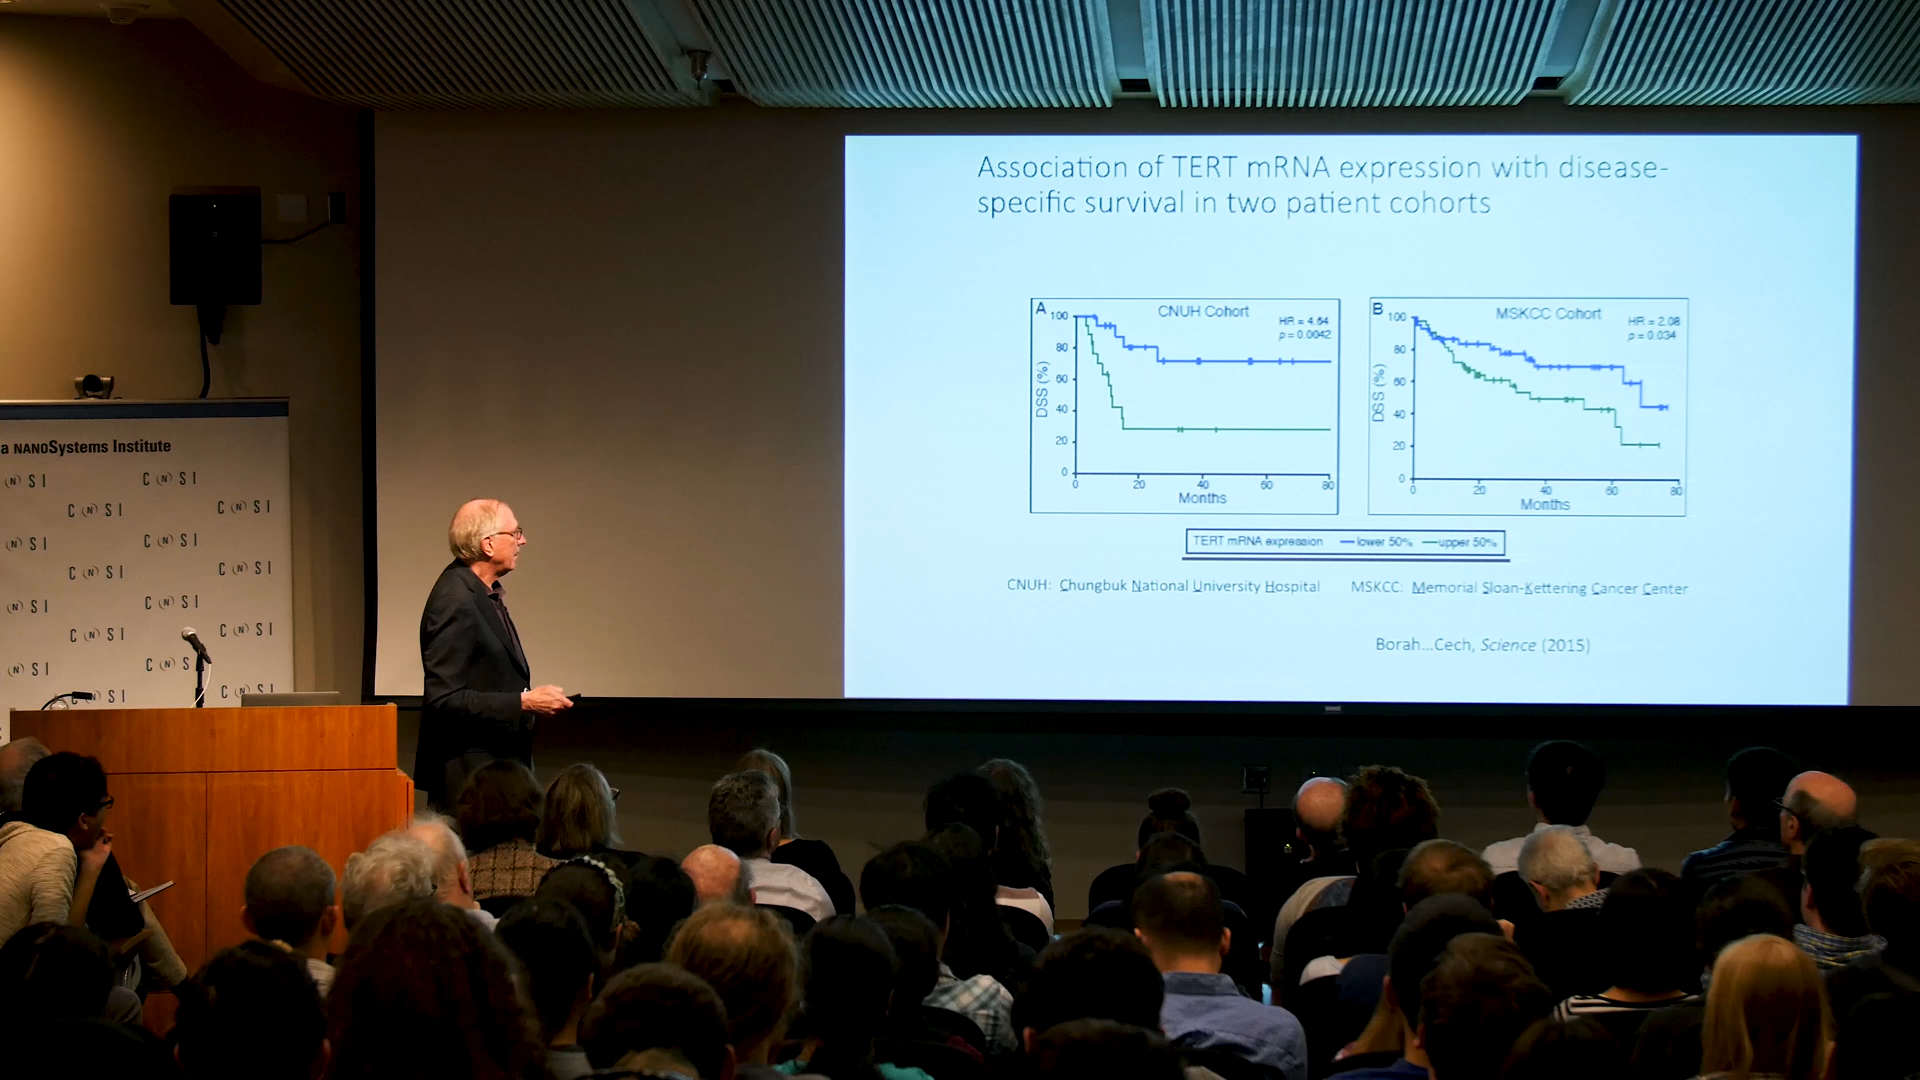 Association of TERT mRNA expression with disease-
specific survival in two patient cohorts
A
CNUH Cohort
HR = 4.64
p = 0.0042
DSS (%)
100
80
60
40
20
0
0 20 40 60 80
Months
B
MSKCC Cohort
HR = 2.08
p = 0.034
DSS (%)
100
80
60
40
20
0
0 20 40 60 80
Months
TERT mRNA expression lower 50% upper 50%
CNUH: Chungbuk National University Hospital MSKCC: Memorial Sloan-Kettering Cancer Center
Borah...Cech, Science (2015)
a NANOSystems Institute
(N) S I C (N) S I
C (N) S I C (N) S I
(N) S I C (N) S I
C (N) S I C (N) S I
(N) S I C (N) S I
C (N) S I C (N) S I
(N) S I C (N) S
C (N) S I C (N) S I